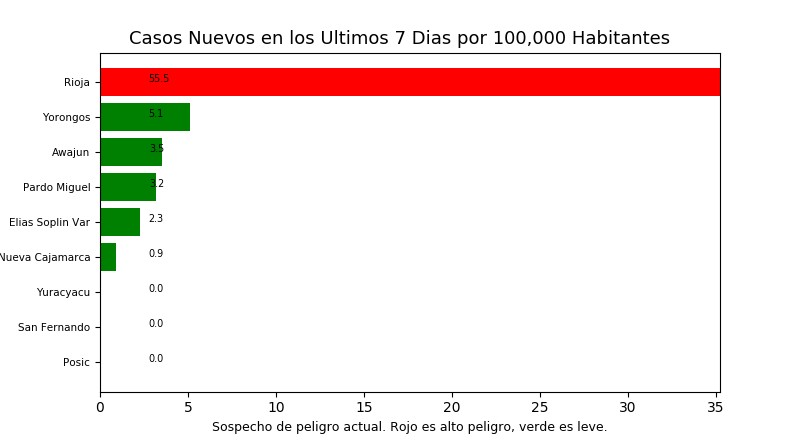 Casos Nuevos en los Ultimos 7 Dias por 100,000 Habitantes
Rioja 55.5
Yorongos 5.1
Awajun 3.5
Pardo Miguel 3.2
Elias Soplin Var 2.3
Nueva Cajamarca 0.9
Yuracyacu 0.0
San Fernando 0.0
Posic 0.0
0 5 10 15 20 25 30 35
Sospecho de peligro actual. Rojo es alto peligro, verde es leve.